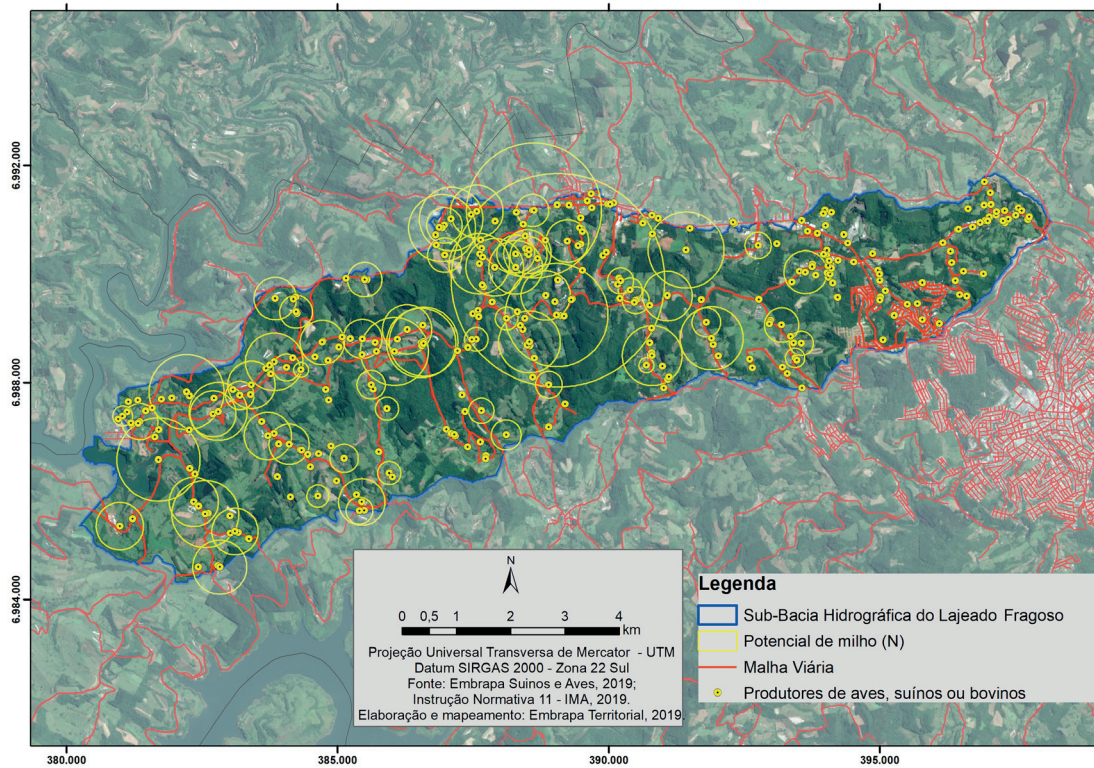 6.992.000
6.988.000
6.984.000
N
0 0,5 1 2 3 4
km
Projeção Universal Transversa de Mercator - UTM
Datum SIRGAS 2000 - Zona 22 Sul
Fonte: Embrapa Suinos e Aves, 2019;
Instrução Normativa 11 - IMA, 2019.
Elaboração e mapeamento: Embrapa Territorial, 2019.
Legenda
Sub-Bacia Hidrográfica do Lajeado Fragoso
Potencial de milho (N)
Malha Viária
Produtores de aves, suínos ou bovinos
380.000 385.000 390.000 395.000